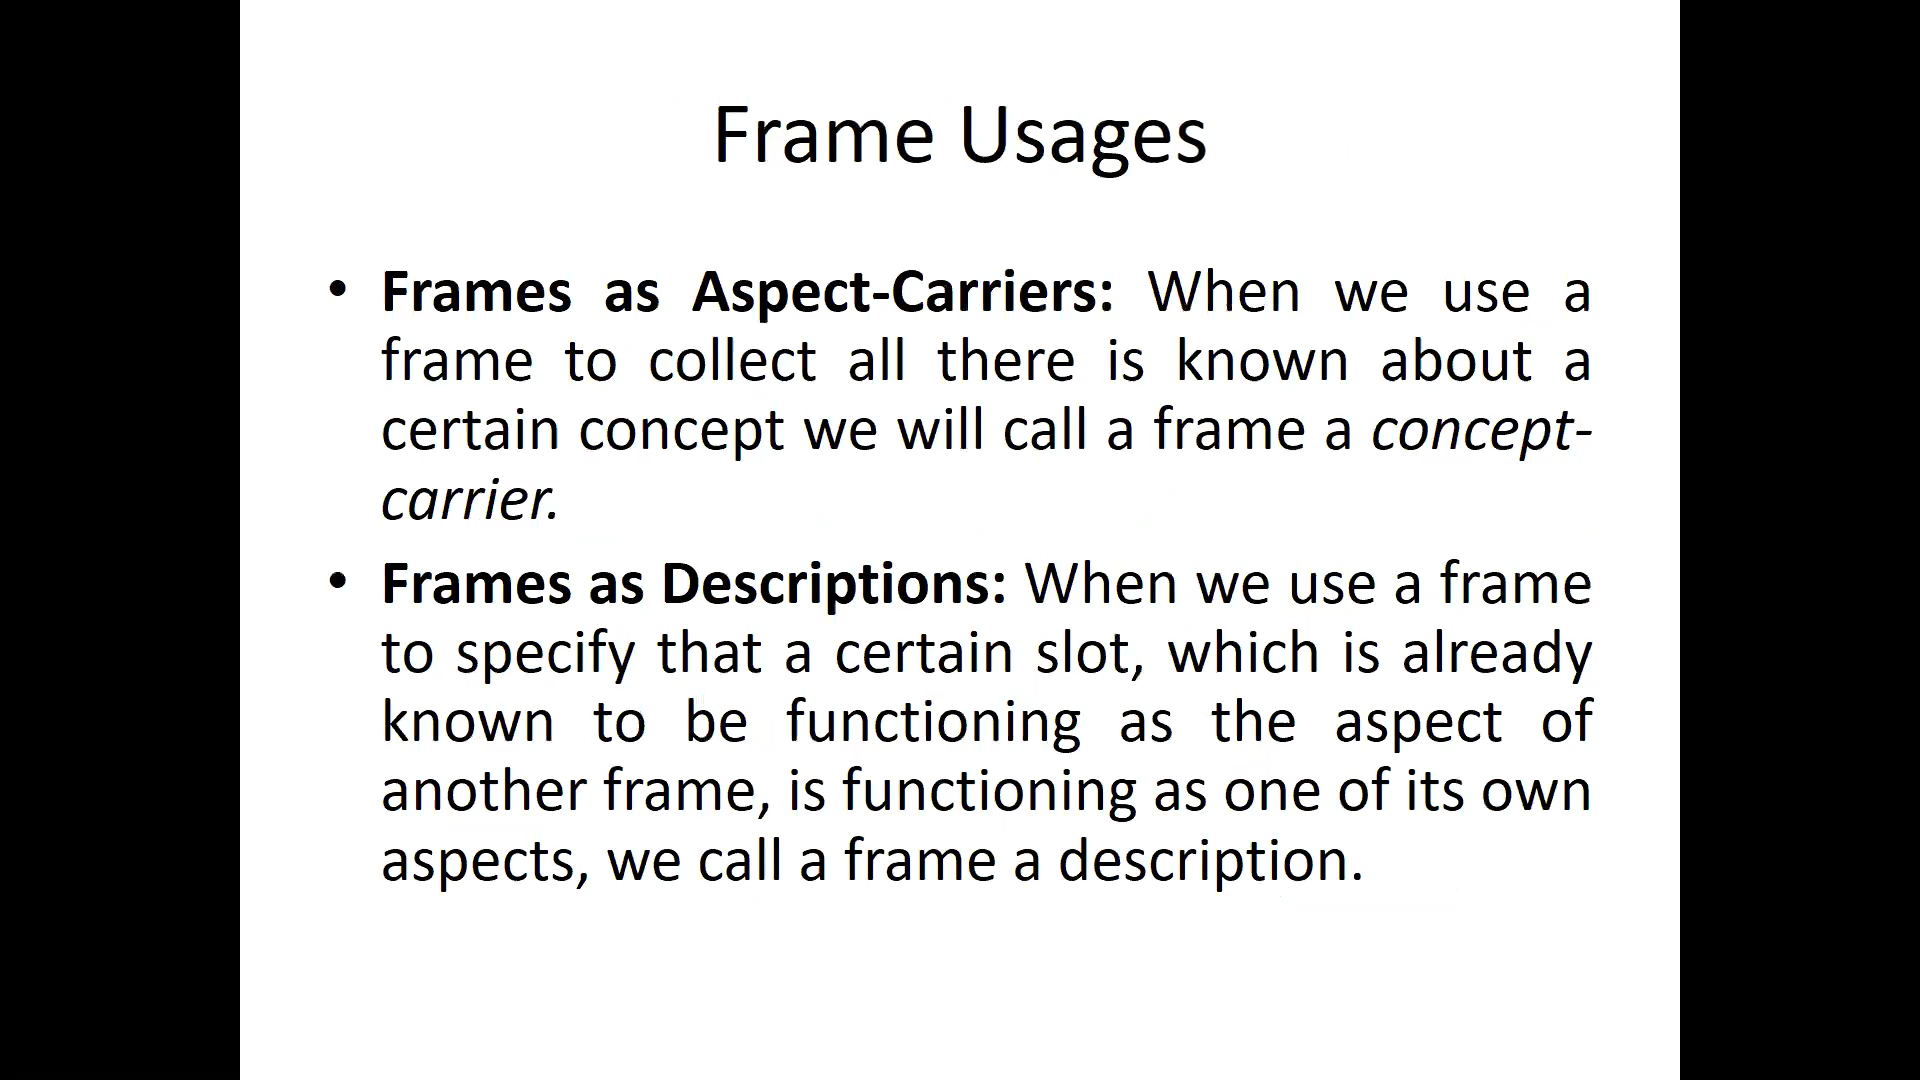 Frame Usages
• Frames as Aspect-Carriers: When we use a
frame to collect all there is known about a
certain concept we will call a frame a concept-
carrier.
• Frames as Descriptions: When we use a frame
to specify that a certain slot, which is already
known to be functioning as the aspect of
another frame, is functioning as one of its own
aspects, we call a frame a description.